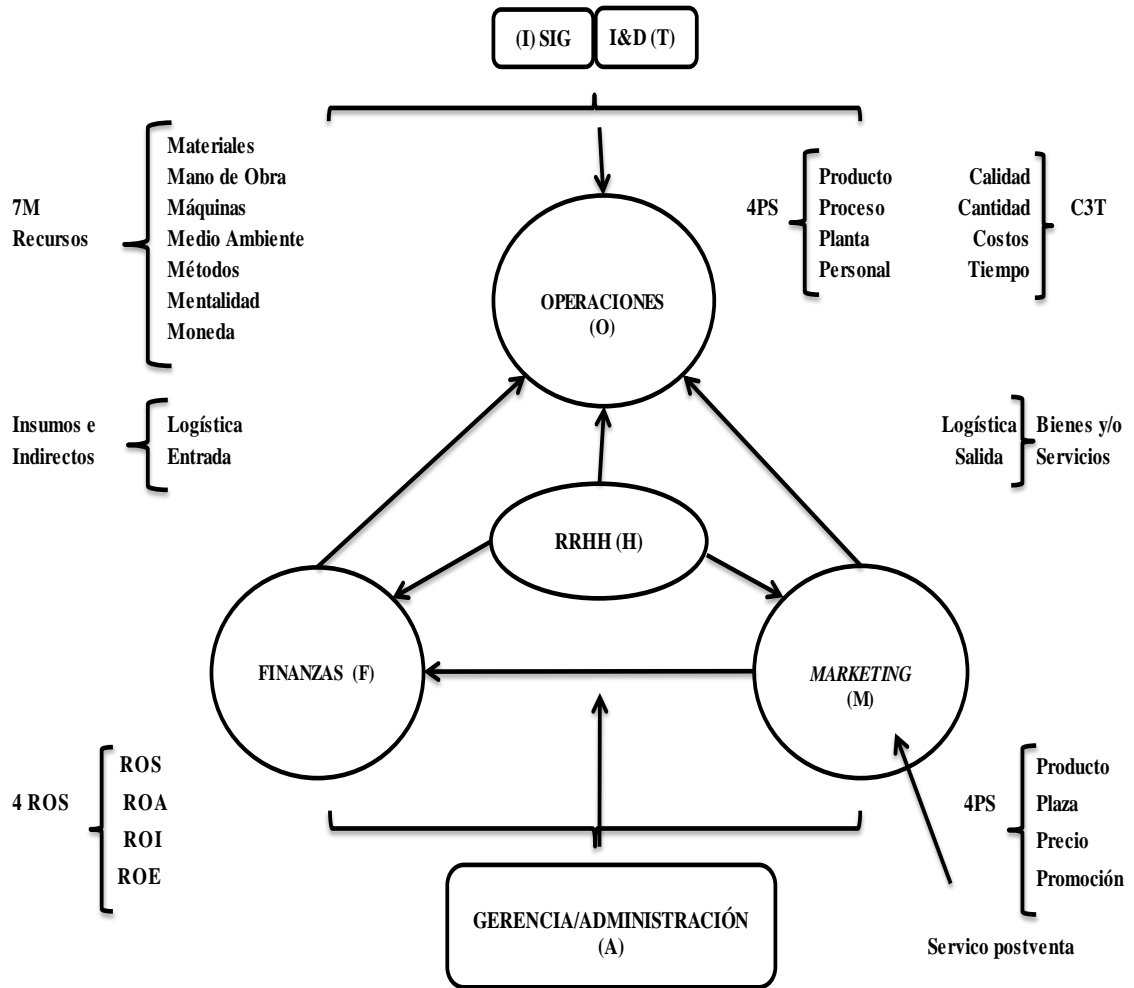 (I) SIG
I&D (T)
7M
Recursos
Materiales
Mano de Obra
Máquinas
Medio Ambiente
Métodos
Mentalidad
Moneda
4PS
Producto
Proceso
Planta
Personal
Calidad
Cantidad
Costos
Tiempo
C3T
OPERACIONES
(O)
Insumos e
Indirectos
Logística
Entrada
Logística
Salida
Bienes y/o
Servicios
RRHH (H)
FINANZAS (F)
MARKETING
(M)
4 ROS
ROS
ROA
ROI
ROE
4PS
Producto
Plaza
Precio
Promoción
GERENCIA/ADMINISTRACIÓN
(A)
Servico postventa